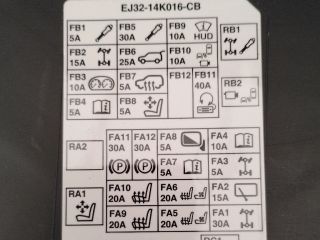 EJ32-14K016-CB
FB1 5A FB5 30A FB9 10A HUD RB1
FB2 15A FB6 25A FB10 10A
FB3 10A FB7 5A FB12 FB11 40A RB2
FB4 5A FB8 5A
RA2 FA11 30A FA12 30A FA8 5A FA4 10A
FA7 5A FA3 5A
RA1 FA10 20A FA6 20A FA2 15A
FA9 20A FA5 20A FA1 30A